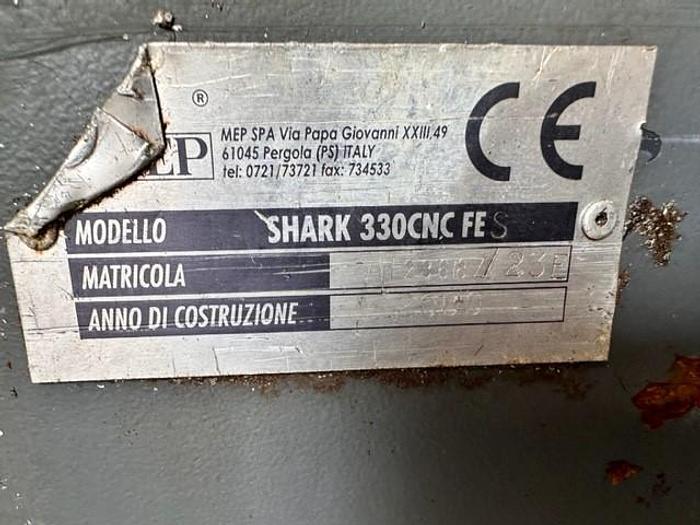 ®
MEP SPA Via Papa Giovanni XXIII,49
61045 Pergola (PS) ITALY
tel: 0721/73721 fax: 734533
CE
MODELLO SHARK 330CNC FE S
MATRICOLA
ANNO DI COSTRUZIONE